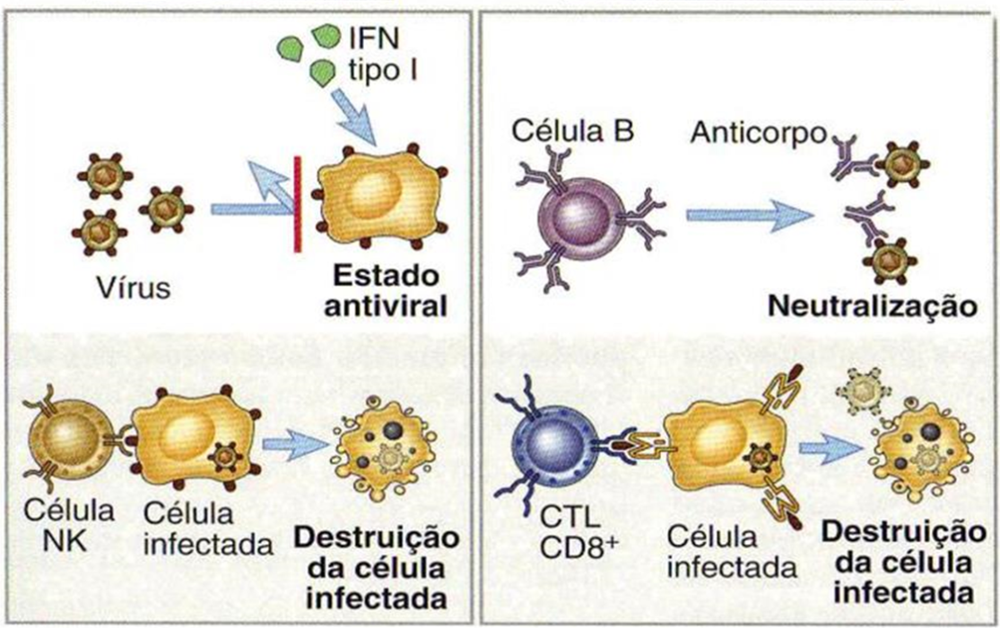 IFN
tipo I
Vírus
Estado
antiviral
Célula B
Anticorpo
Neutralização
Célula
NK
Célula
infectada
Destruição
da célula
infectada
CTL
CD8⁺
Célula
infectada
Destruição
da célula
infectada